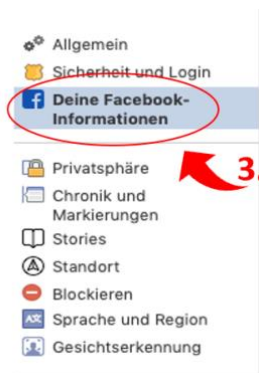 Allgemein
Sicherheit und Login
Deine Facebook-
Informationen
3.
Privatsphäre
Chronik und
Markierungen
Stories
Standort
Blockieren
Sprache und Region
Gesichtserkennung